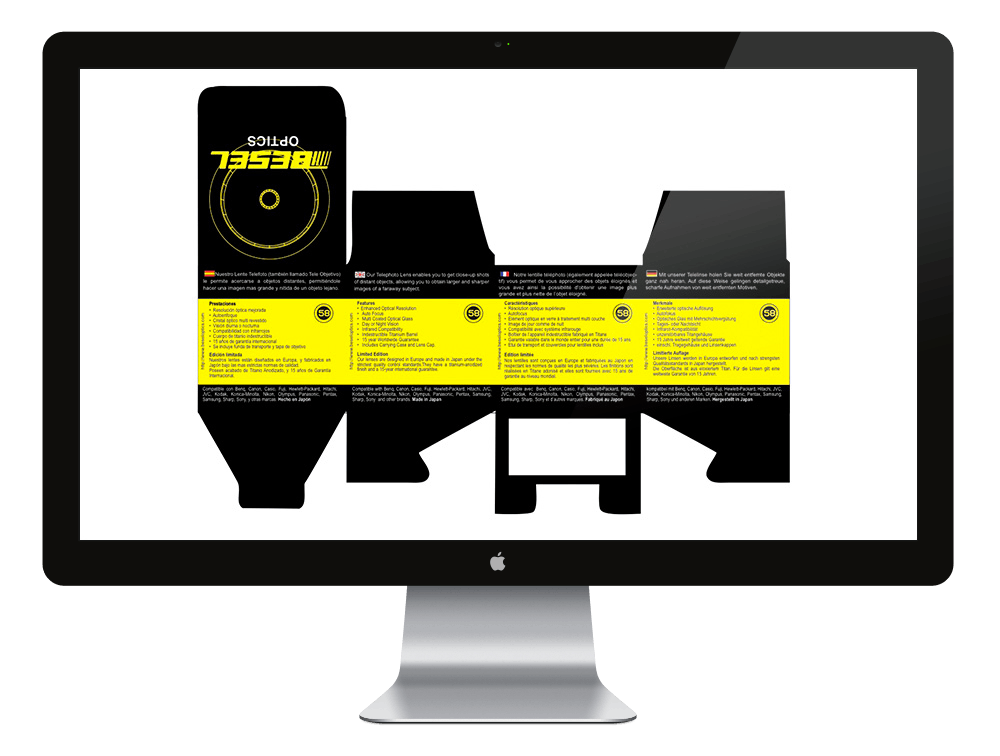 BESEL
OPTICS
Nuestro Lente Telefoto (también llamado Tele Objetivo)
le permite acercarse a objetos distantes, permitiéndole
hacer una imagen mas grande y nitida de un objeto lejano.
Prestaciones
58
• Resolución óptica mejorada
• Autoenfoque
• Cristal óptico multi revestido
• Visión diurna o nocturna
• Compatibilidad con infrarrojos
• Cuerpo de titanio indestructible
• 15 años de garantía internacional
• Se incluye funda de transporte y tapa de objetivo
Edición limitada
Nuestros lentes están diseñados en Europa, y fabricados en
Japón bajo las mas estrictas normas de calidad.
Poseen acabado de Titanio Anodizado, y 15 años de Garantía
Internacional.
Compatible con Benq, Canon, Casio, Fuji, Hewlett-Packard, Hitachi,
JVC, Kodak, Konica-Minolta, Nikon, Olympus, Panasonic, Pentax,
Samsung, Sharp, Sony, y otras marcas. Hecho en Japón
Our Telephoto Lens enables you to get close-up shots
of distant objects, allowing you to obtain larger and sharper
images of a faraway subject.
Features
58
• Enhanced Optical Resolution
• Auto Focus
• Multi Coated Optical Glass
• Day or Night Vision
• Infrared Compatibility
• Indestructible Titanium Barrel
• 15 year Worldwide Guarantee
• Includes Carrying Case and Lens Cap.
Limited Edition
Our lenses are designed in Europe and made in Japan under the
strictest quality control standards.They have a titanium-anodized
finish and a 15-year international guarantee.
Compatible with Benq, Canon, Casio, Fuji, Hewlett-Packard, Hitachi, JVC,
Kodak, Konica-Minolta, Nikon, Olympus, Panasonic, Pentax, Samsung,
Sharp, Sony and other brands. Made in Japan
Notre lentille téléphoto (également appelée téléobjec-
tif) vous permet de vous approcher des objets éloignés et
vous avez ainsi la possibilité d'obtenir une image plus
grande et plus nette de l'objet éloigné.
Caractéristiques
58
• Résolution optique supérieure
• Autofocus
• Élément optique en verre à traitement multi couche
• Image du jour comme de nuit
• Compatible avec système infrarouge
• Boîtier de l'appareil indestructible fabriqué en Titane
• Garantie valable dans le monde entier pour une durée de 15 ans
• Étui de transport et couvercles pour lentilles inclus
Edition limitée
Nos lentilles sont conçues en Europe et fabriquées au Japon en
respectant les normes de qualité les plus sévères. Les finitions sont
réalisées en Titane adonisé et elles sont fournies avec 15 ans de
garantie au niveau mondial.
Compatible avec Benq, Canon, Casio, Fuji, Hewlett-Packard, Hitachi,
JVC, Kodak, Konica-Minolta, Nikon, Olympus, Panasonic, Pentax,
Samsung, Sharp, Sony et d'autres marques. Fabriqué au Japon
Mit unserer Telelinse holen Sie weit entfernte Objekte
ganz nah heran. Auf diese Weise gelingen detailgetreue,
scharfe Aufnahmen von weit entfernten Motiven.
Merkmale
58
• Erweiterte optische Auflösung
• Autofokus
• Optisches Glas mit Mehrschichtvergütung
• Tages- oder Nachtsicht
• Infrarot-Kompatibilität
• unzerstörbares Titangehäuse
• 15 Jahre weltweit geltende Garantie
• einschl. Tragegehäuse und Linsenkappen
Limitierte Auflage
Unsere Linsen werden in Europa entworfen und nach strengsten
Qualitätsstandards in Japan hergestellt.
Die Oberfläche ist aus eloxiertem Titan. Für die Linsen gilt eine
weltweite Garantie von 15 Jahren.
kompatibel mit Benq, Canon, Casio, Fuji, Hewlett-Packard, Hitachi, JVC,
Kodak, Konica-Minolta, Nikon, Olympus, Panasonic, Pentax, Samsung,
Sharp, Sony und anderen Marken. Hergestellt in Japan